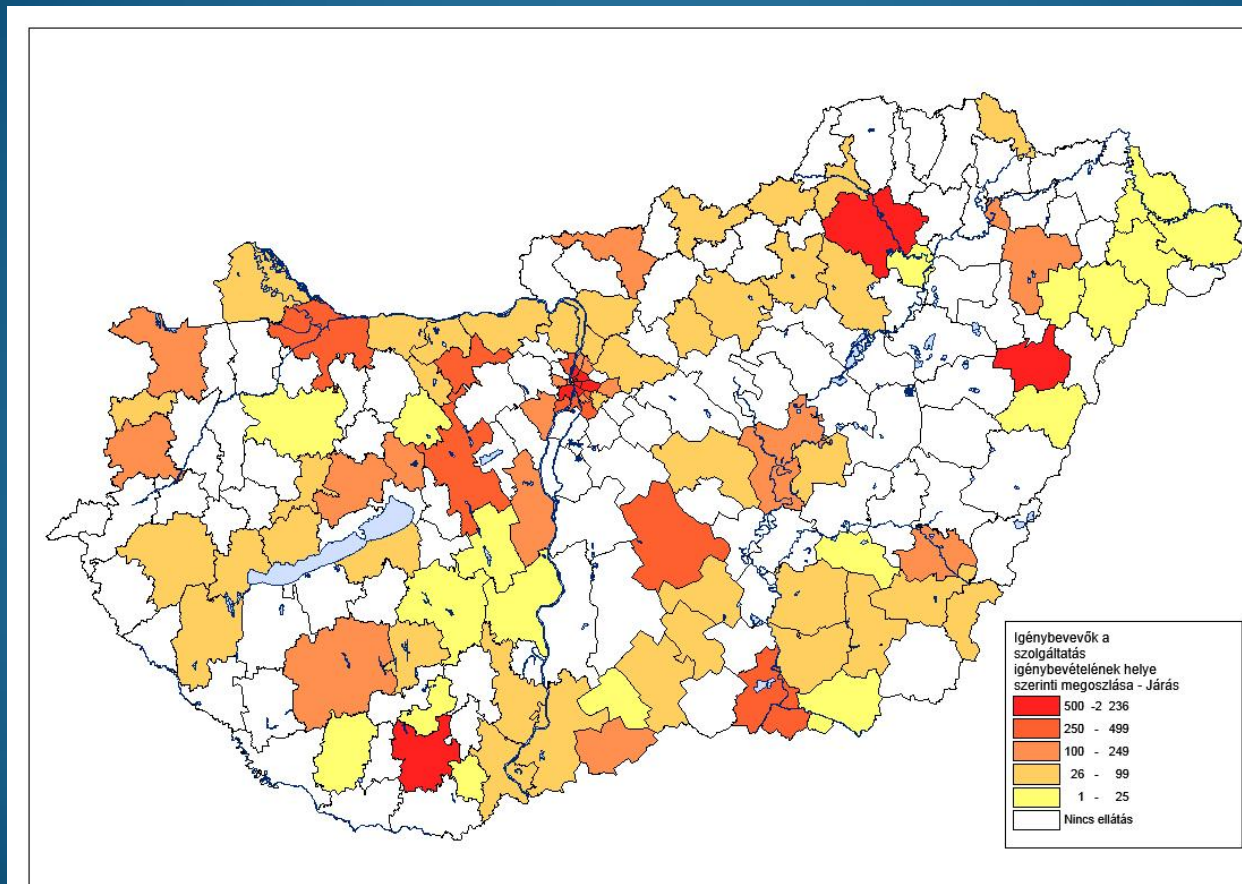 Igénybevevők a
szolgáltatás
igénybevételének helye
szerinti megoszlása - Járás
500 -2 236
250 - 499
100 - 249
26 - 99
1 - 25
Nincs ellátás